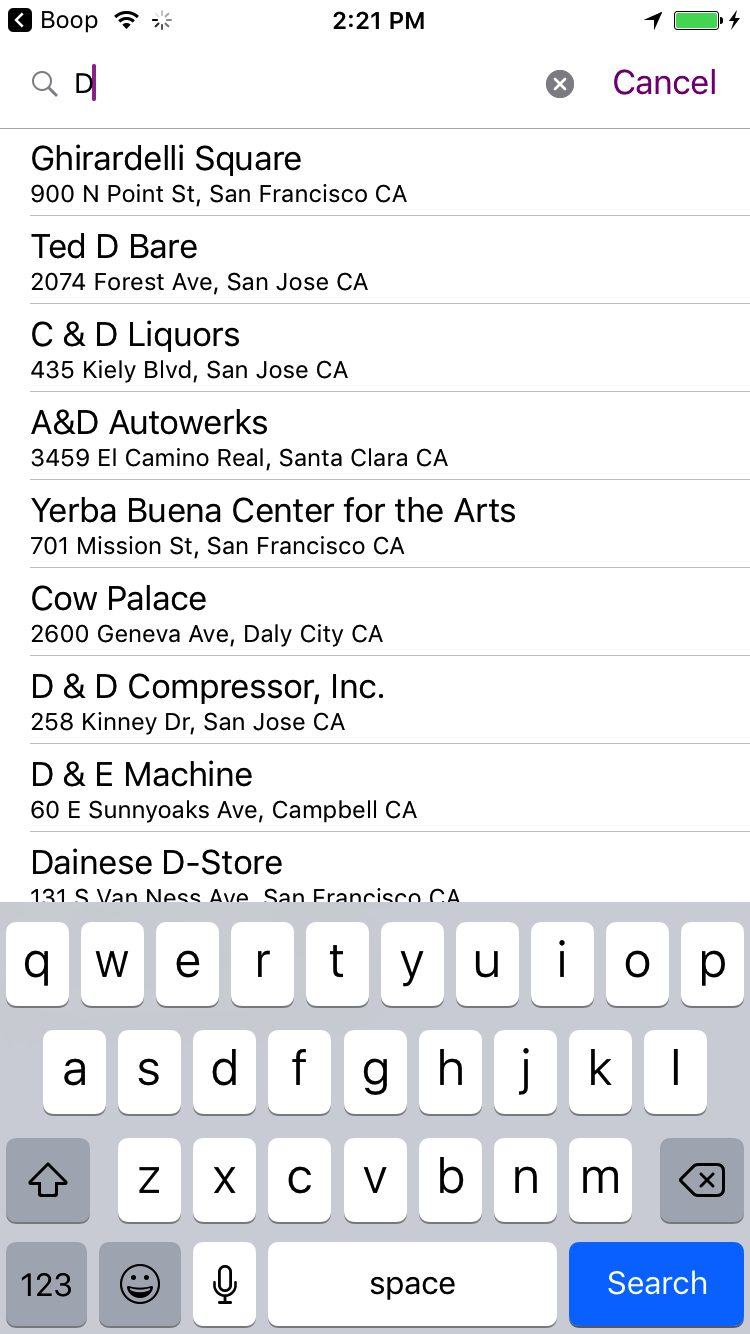 Boop 2:21 PM
D Cancel
Ghirardelli Square
900 N Point St, San Francisco CA
Ted D Bare
2074 Forest Ave, San Jose CA
C & D Liquors
435 Kiely Blvd, San Jose CA
A&D Autowerks
3459 El Camino Real, Santa Clara CA
Yerba Buena Center for the Arts
701 Mission St, San Francisco CA
Cow Palace
2600 Geneva Ave, Daly City CA
D & D Compressor, Inc.
258 Kinney Dr, San Jose CA
D & E Machine
60 E Sunnyoaks Ave, Campbell CA
Dainese D-Store
131 S Van Ness Ave, San Francisco CA
q w e r t y u i o p
a s d f g h j k l
z x c v b n m
123 space Search